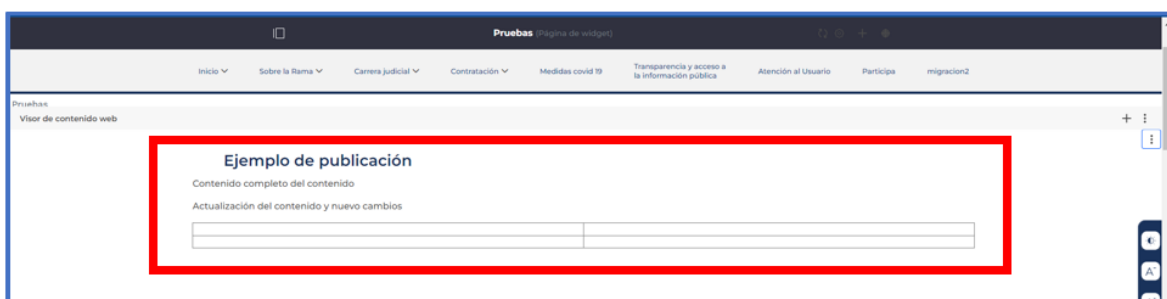 Pruebas (Página de widget)
Inicio Sobre la Rama Carrera judicial Contratación Medidas covid 19 Transparencia y acceso a la información pública Atención al Usuario Participa migracion2
Pruebas
Visor de contenido web
Ejemplo de publicación
Contenido completo del contenido
Actualización del contenido y nuevo cambios
A